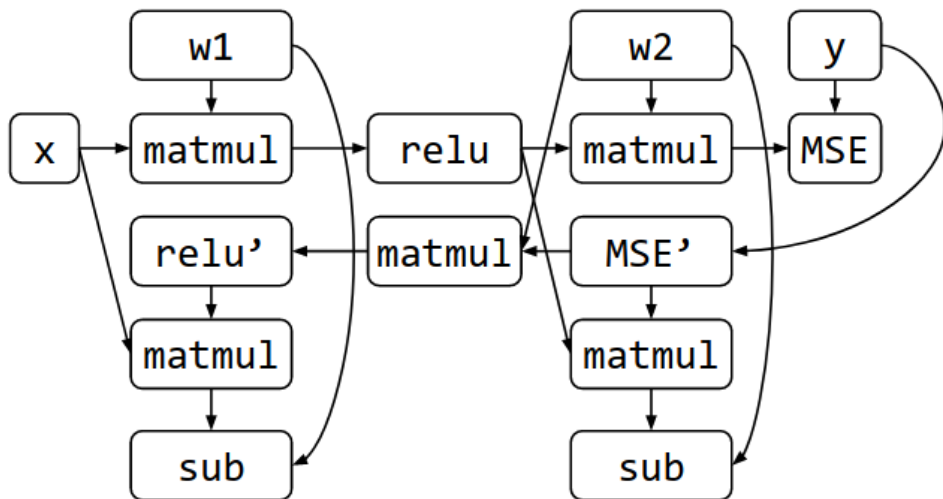 w1
w2
y
x
matmul
relu
matmul
MSE
relu’
matmul
MSE’
matmul
matmul
sub
sub